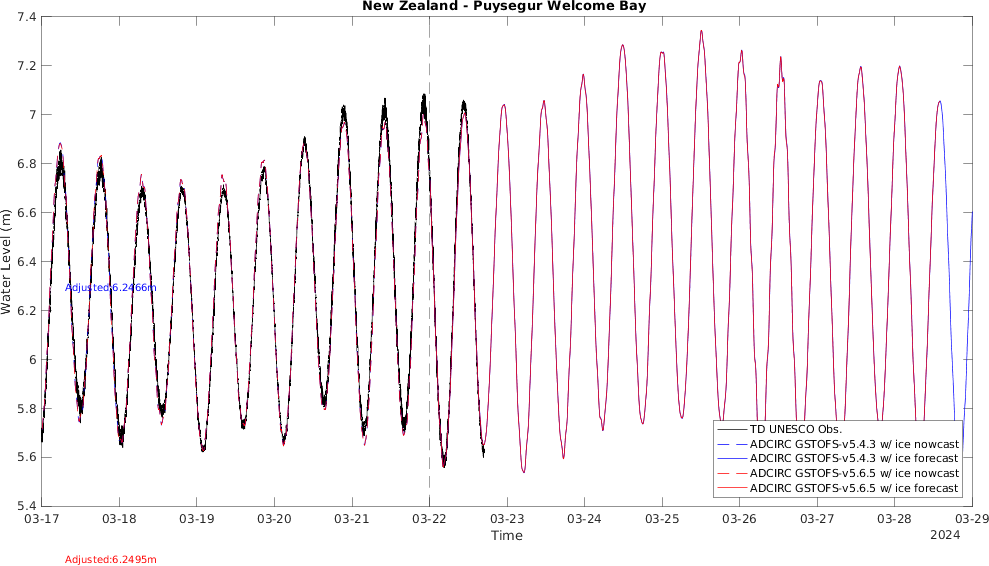 New Zealand - Puysegur Welcome Bay
7.4
7.2
7
6.8
6.6
6.4
6.2
6
5.8
5.6
5.4
Water Level (m)
Adjusted:6.2466m
TD UNESCO Obs.
ADCIRC GSTOFS-v5.4.3 w/ ice nowcast
ADCIRC GSTOFS-v5.4.3 w/ ice forecast
ADCIRC GSTOFS-v5.6.5 w/ ice nowcast
ADCIRC GSTOFS-v5.6.5 w/ ice forecast
03-17 03-18 03-19 03-20 03-21 03-22 03-23 03-24 03-25 03-26 03-27 03-28 03-29
Time
2024
Adjusted:6.2495m